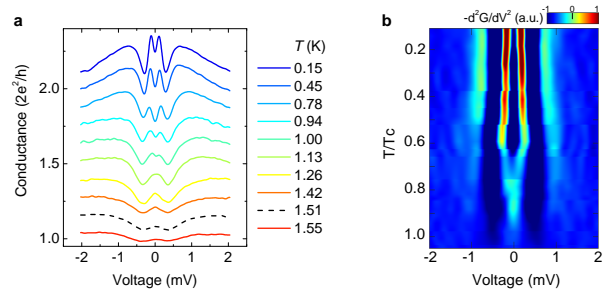 a
Conductance (2e²/h)
2.0
1.5
1.0
-2 -1 0 1 2
Voltage (mV)
T (K)
0.15
0.45
0.78
0.94
1.00
1.13
1.26
1.42
1.51
1.55
b
-d²G/dV² (a.u.)
-1 0 1
T/Tc
0.2
0.4
0.6
0.8
1.0
-2 -1 0 1 2
Voltage (mV)